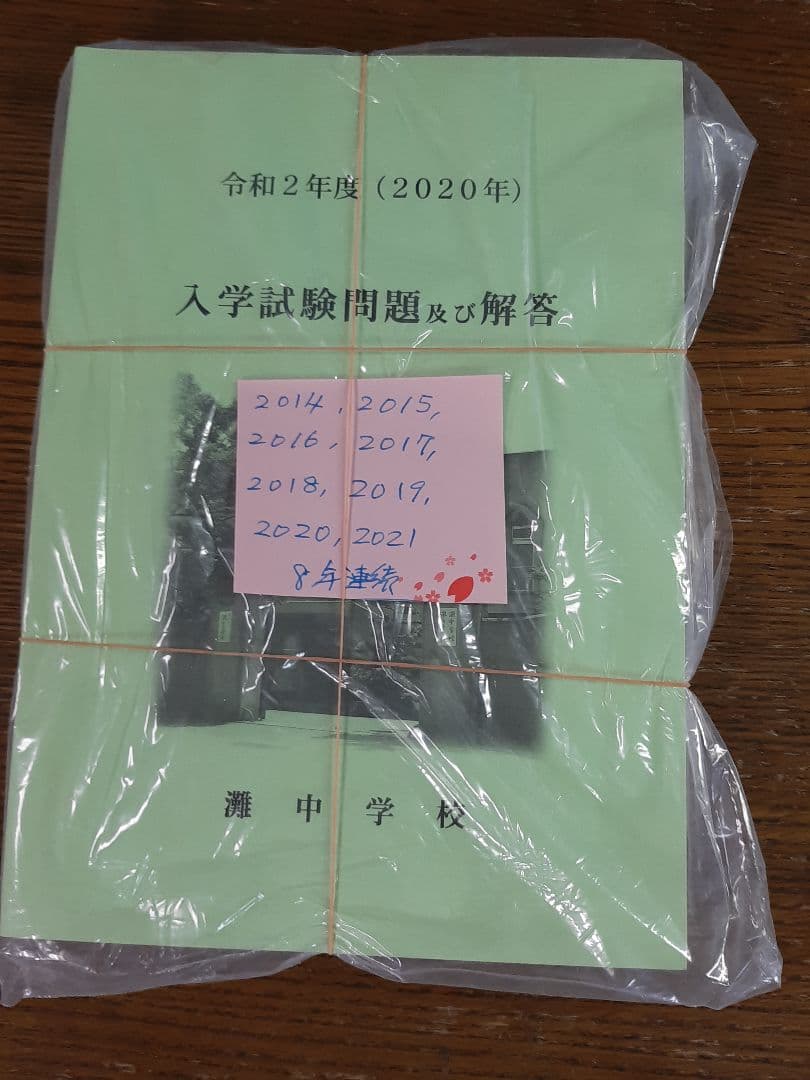 令和2年度(2020年)
入学試験問題及び解答
2014, 2015,
2016, 2017,
2018, 2019,
2020, 2021
8年連続
灘中学校